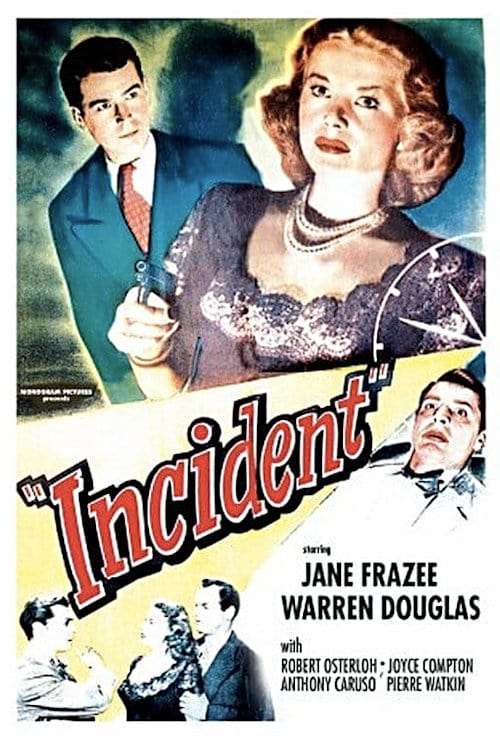 MONOGRAM PICTURES
presents
"Incident"
starring
JANE FRAZEE
WARREN DOUGLAS
with
ROBERT OSTERLOH ; JOYCE COMPTON
ANTHONY CARUSO PIERRE WATKIN